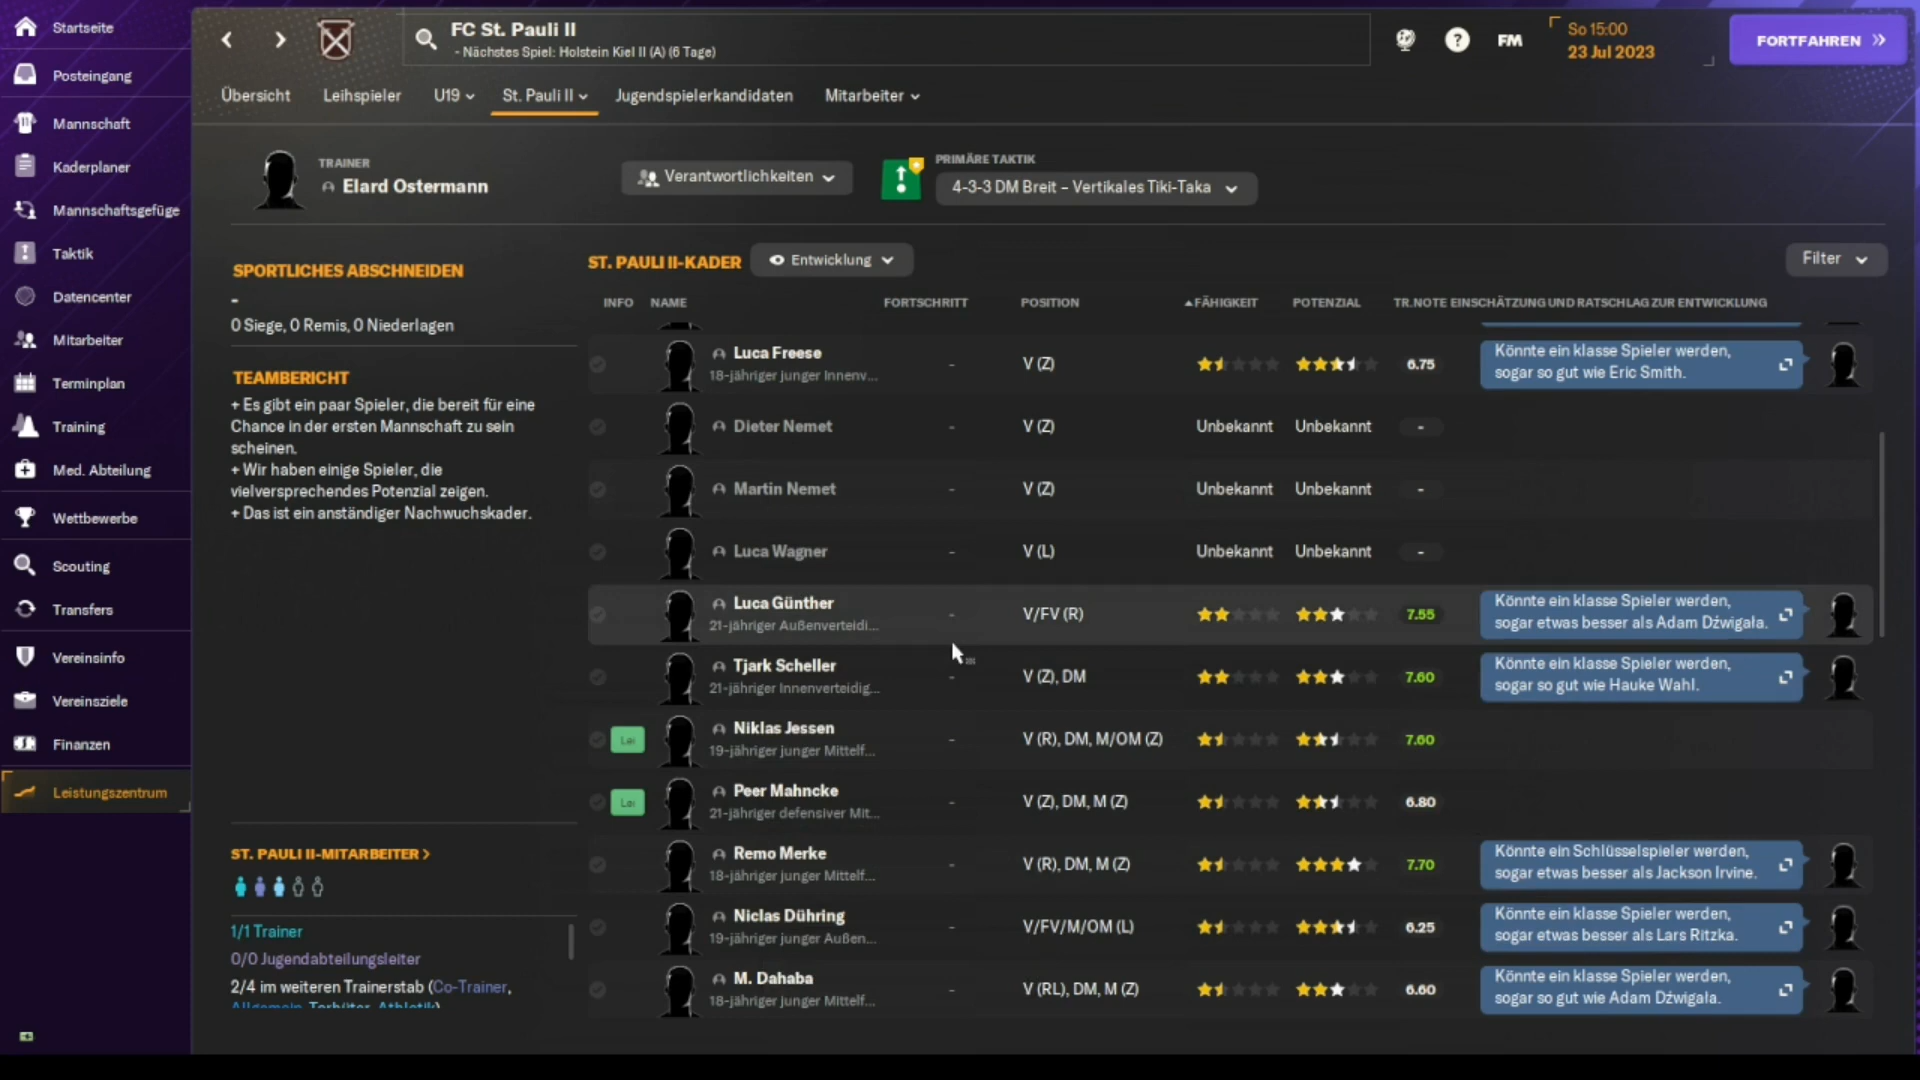 Startseite
Posteingang
Mannschaft
Kaderplaner
Mannschaftsgefüge
Taktik
Datencenter
Mitarbeiter
Terminplan
Training
Med. Abteilung
Wettbewerbe
Scouting
Transfers
Vereinsinfo
Vereinsziele
Finanzen
Leistungszentrum
FC St. Pauli II
- Nächstes Spiel: Holstein Kiel II (A) (6 Tage)
?
FM
So 15:00
23 Jul 2023
FORTFAHREN
Übersicht
Leihspieler
U19
St. Pauli II
Jugendspielerkandidaten
Mitarbeiter
TRAINER
Elard Ostermann
Verantwortlichkeiten
PRIMÄRE TAKTIK
4-3-3 DM Breit – Vertikales Tiki-Taka
SPORTLICHES ABSCHNEIDEN
-
0 Siege, 0 Remis, 0 Niederlagen
TEAMBERICHT
+ Es gibt ein paar Spieler, die bereit für eine
Chance in der ersten Mannschaft zu sein
scheinen.
+ Wir haben einige Spieler, die
vielversprechendes Potenzial zeigen.
+ Das ist ein anständiger Nachwuchskader.
ST. PAULI II-MITARBEITER >
1/1 Trainer
0/0 Jugendabteilungsleiter
2/4 im weiteren Trainerstab (Co-Trainer,
Allgemein, Torhüter, Athletik)
ST. PAULI II-KADER
Entwicklung
Filter
INFO NAME FORTSCHRITT POSITION FÄHIGKEIT POTENZIAL TR.NOTE EINSCHÄTZUNG UND RATSCHLAG ZUR ENTWICKLUNG
Luca Freese
18-jähriger junger Innenv...
-
V (Z)
6.75
Könnte ein klasse Spieler werden,
sogar so gut wie Eric Smith.
Dieter Nemet - V (Z) Unbekannt Unbekannt -
Martin Nemet - V (Z) Unbekannt Unbekannt -
Luca Wagner - V (L) Unbekannt Unbekannt -
Luca Günther
21-jähriger Außenverteidi...
-
V/FV (R)
7.55
Könnte ein klasse Spieler werden,
sogar etwas besser als Adam Dźwigała.
Tjark Scheller
21-jähriger Innenverteidig...
-
V (Z), DM
7.60
Könnte ein klasse Spieler werden,
sogar so gut wie Hauke Wahl.
Lei
Niklas Jessen
19-jähriger junger Mittelf...
-
V (R), DM, M/OM (Z)
7.60
Lei
Peer Mahncke
21-jähriger defensiver Mit...
-
V (Z), DM, M (Z)
6.80
Remo Merke
18-jähriger junger Mittelf...
-
V (R), DM, M (Z)
7.70
Könnte ein Schlüsselspieler werden,
sogar etwas besser als Jackson Irvine.
Niclas Dühring
19-jähriger junger Außen...
-
V/FV/M/OM (L)
6.25
Könnte ein klasse Spieler werden,
sogar etwas besser als Lars Ritzka.
M. Dahaba
18-jähriger junger Mittelf...
-
V (RL), DM, M (Z)
6.60
Könnte ein klasse Spieler werden,
sogar so gut wie Adam Dźwigała.